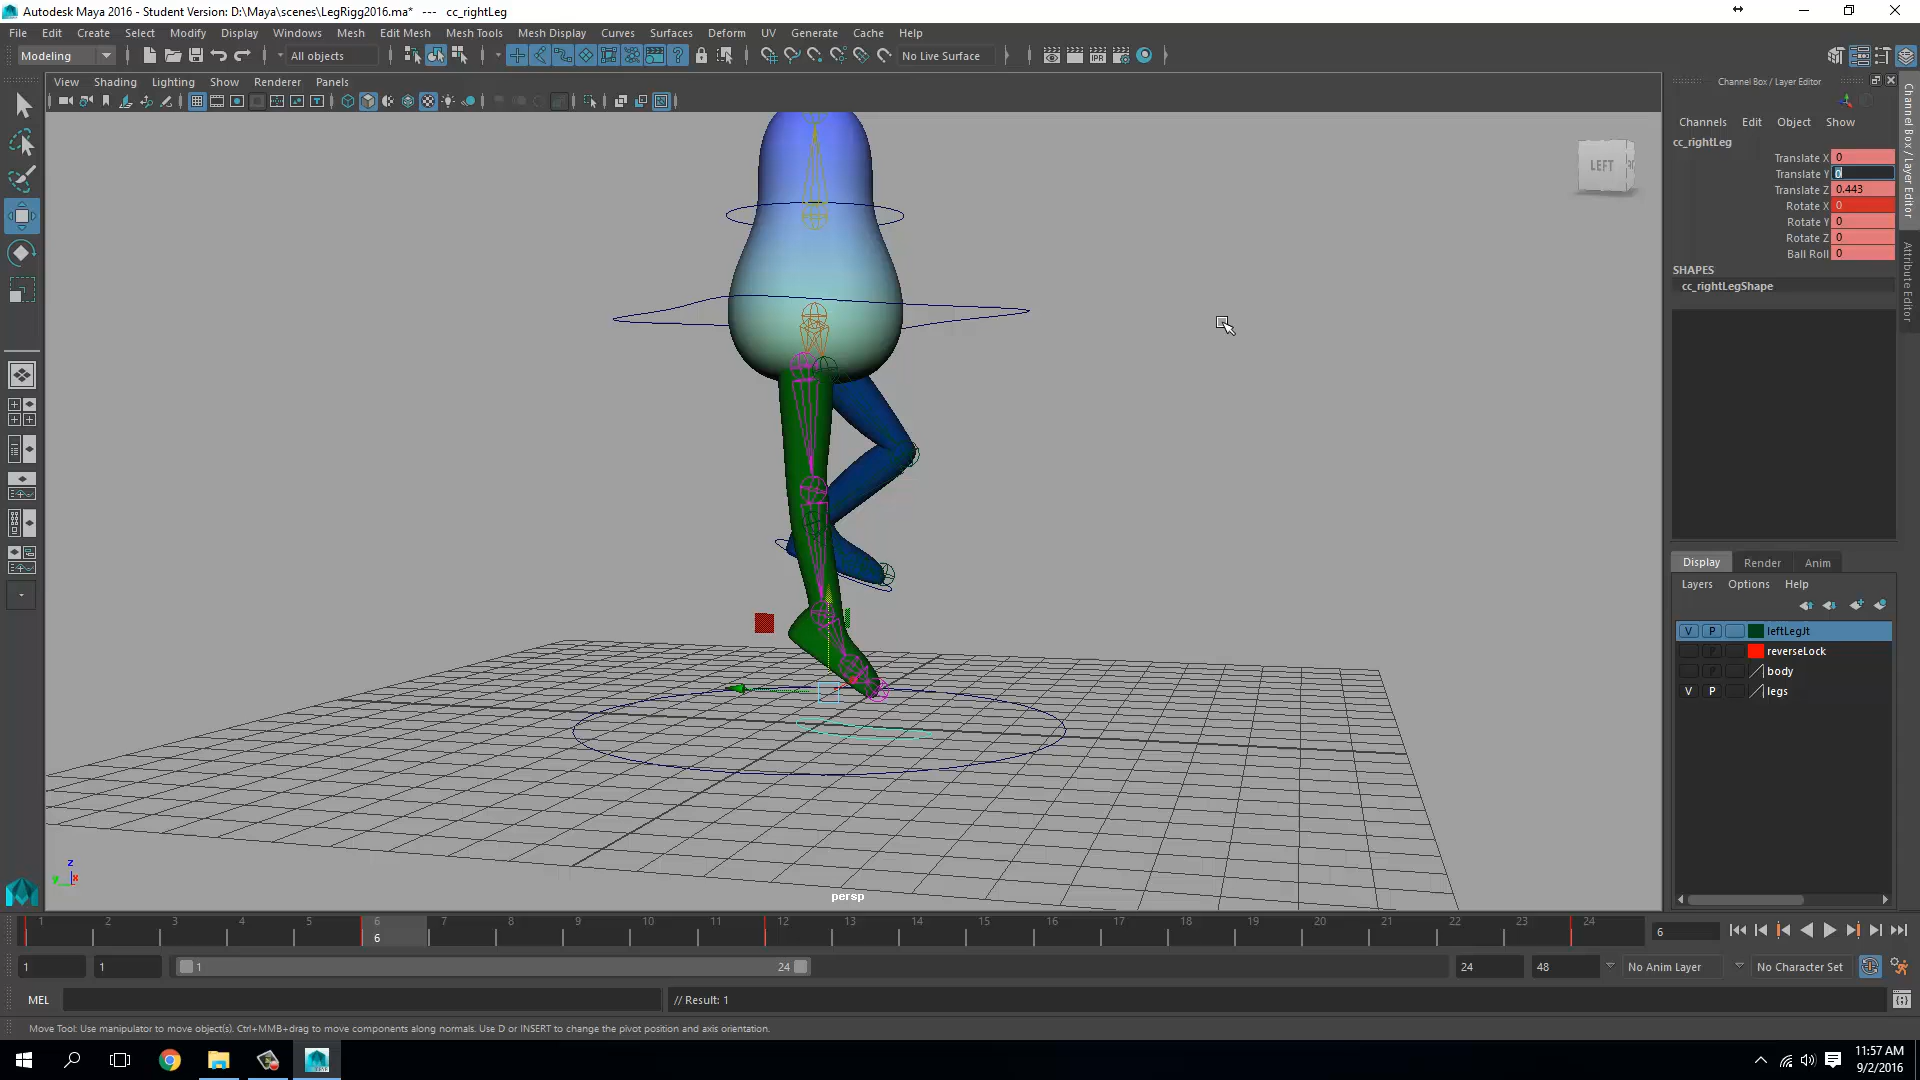 Autodesk Maya 2016 - Student Version: D:\Maya\scenes\LegRigg2016.ma* --- cc_rightLeg
File Edit Create Select Modify Display Windows Mesh Edit Mesh Mesh Tools Mesh Display Curves Surfaces Deform UV Generate Cache Help
Modeling All objects No Live Surface
View Shading Lighting Show Renderer Panels
Channel Box / Layer Editor
Channels Edit Object Show
cc_rightLeg
Translate X 0
Translate Y 0
Translate Z 0.443
Rotate X 0
Rotate Y 0
Rotate Z 0
Ball Roll 0
SHAPES
cc_rightLegShape
Channel Box / Layer Editor
Attribute Editor
LEFT
Display Render Anim
Layers Options Help
V P leftLegJt
P reverseLock
P body
V P legs
z
x
persp
1 2 3 4 5 6 7 8 9 10 11 12 13 14 15 16 17 18 19 20 21 22 23 24
6
6
1 1 1 24 24 48 No Anim Layer No Character Set
MEL // Result: 1
Move Tool: Use manipulator to move object(s). Ctrl+MMB+drag to move components along normals. Use D or INSERT to change the pivot position and axis orientation.
11:57 AM
9/2/2016